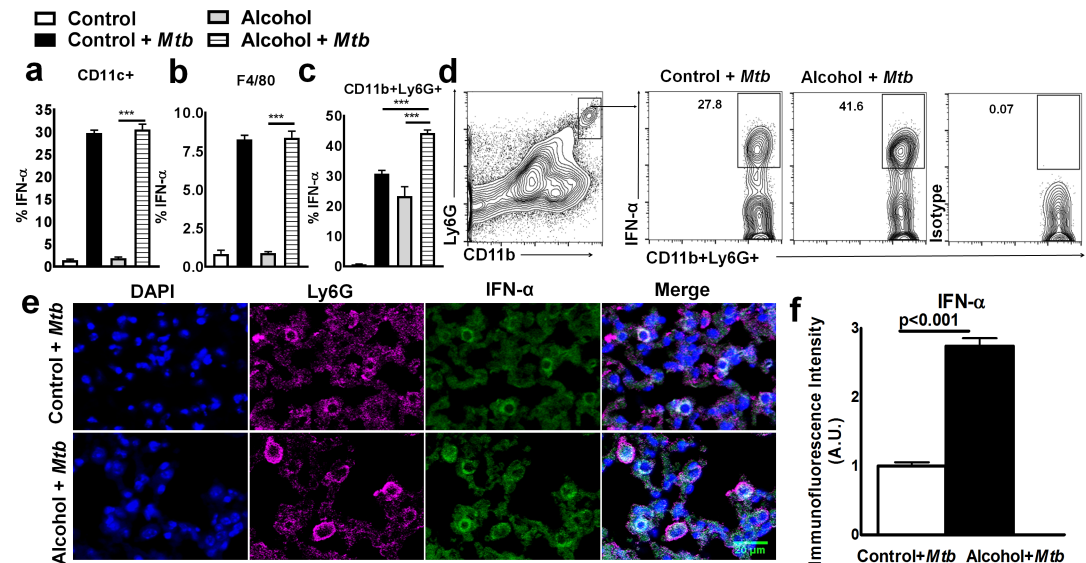 Control
Alcohol
Control + Mtb
Alcohol + Mtb
a
CD11c+
% IFN-α
35
30
25
20
15
10
5
0
***
b
F4/80
% IFN-α
10.0
7.5
5.0
2.5
0.0
***
c
CD11b+Ly6G+
% IFN-α
50
40
30
20
10
0
***
***
d
Ly6G
CD11b
Control + Mtb
Alcohol + Mtb
27.8
41.6
0.07
IFN-α
Isotype
CD11b+Ly6G+
e
DAPI
Ly6G
IFN-α
Merge
Control + Mtb
Alcohol + Mtb
20 µm
f
IFN-α
p<0.001
Immunofluorescence Intensity
(A.U.)
3
2
1
0
Control+Mtb
Alcohol+Mtb